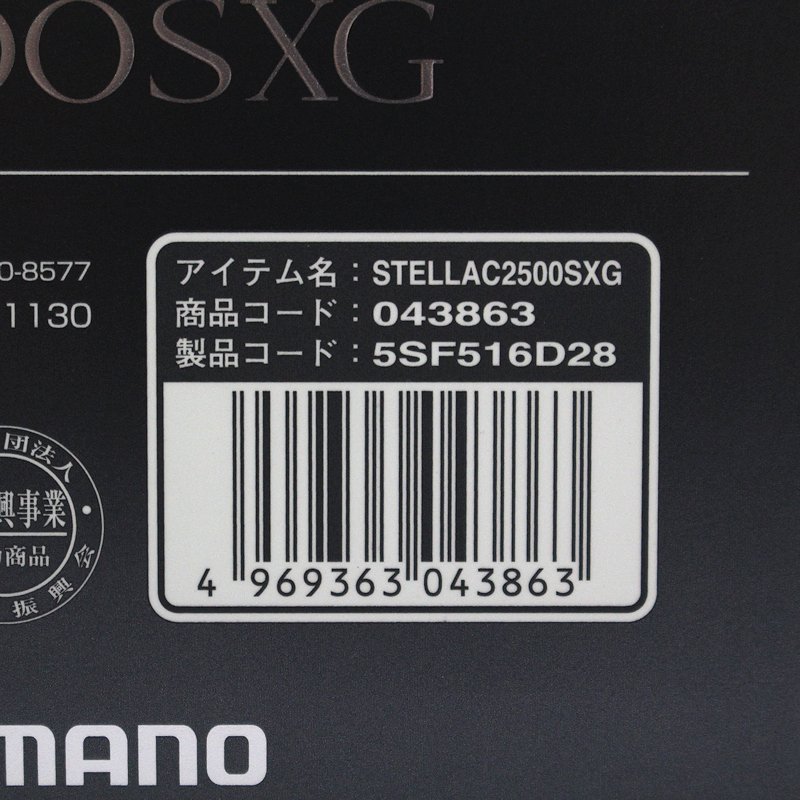 00SXG
0-8577
1130
アイテム名：STELLAC2500SXG
商品コード：043863
製品コード：5SF516D28
4 969363 043863
団法人
興事業
商品
振興会
MANO